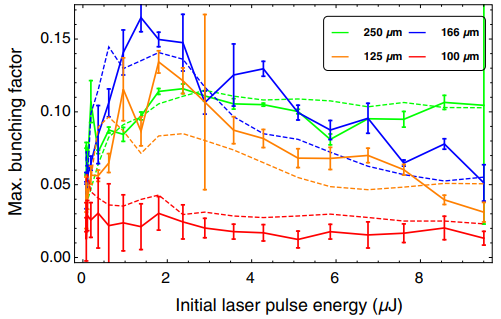 0.15
0.10
0.05
0.00
Max. bunching factor
250 μm 166 μm
125 μm 100 μm
0 2 4 6 8
Initial laser pulse energy (μJ)